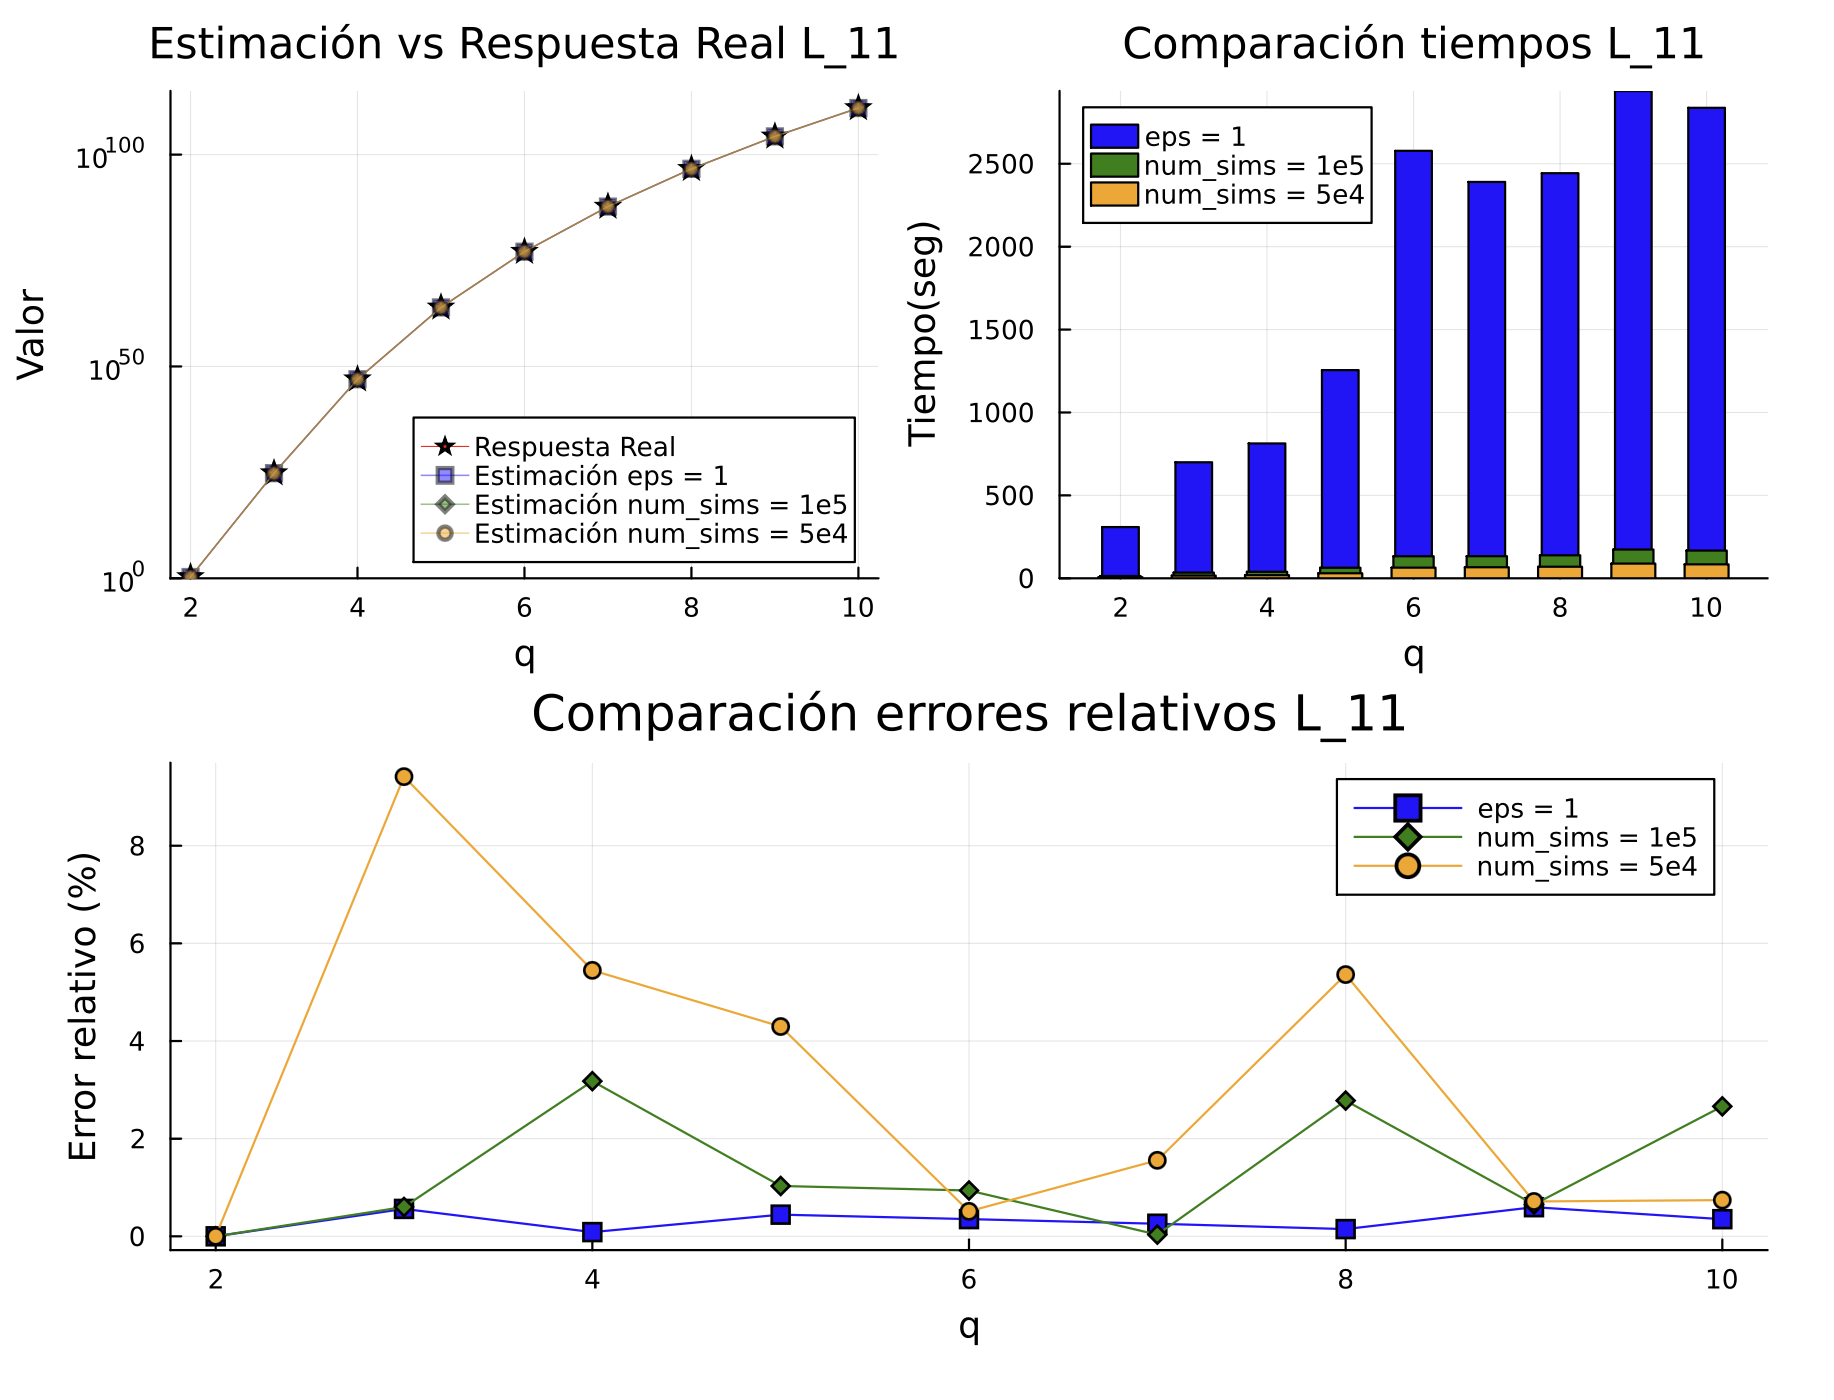 Estimación vs Respuesta Real L_11
Valor
10^100
10^50
10^0
2 4 6 8 10
q
Respuesta Real
Estimación eps = 1
Estimación num_sims = 1e5
Estimación num_sims = 5e4
Comparación tiempos L_11
Tiempo(seg)
2500
2000
1500
1000
500
0
2 4 6 8 10
q
eps = 1
num_sims = 1e5
num_sims = 5e4
Comparación errores relativos L_11
Error relativo (%)
8
6
4
2
0
2 4 6 8 10
q
eps = 1
num_sims = 1e5
num_sims = 5e4